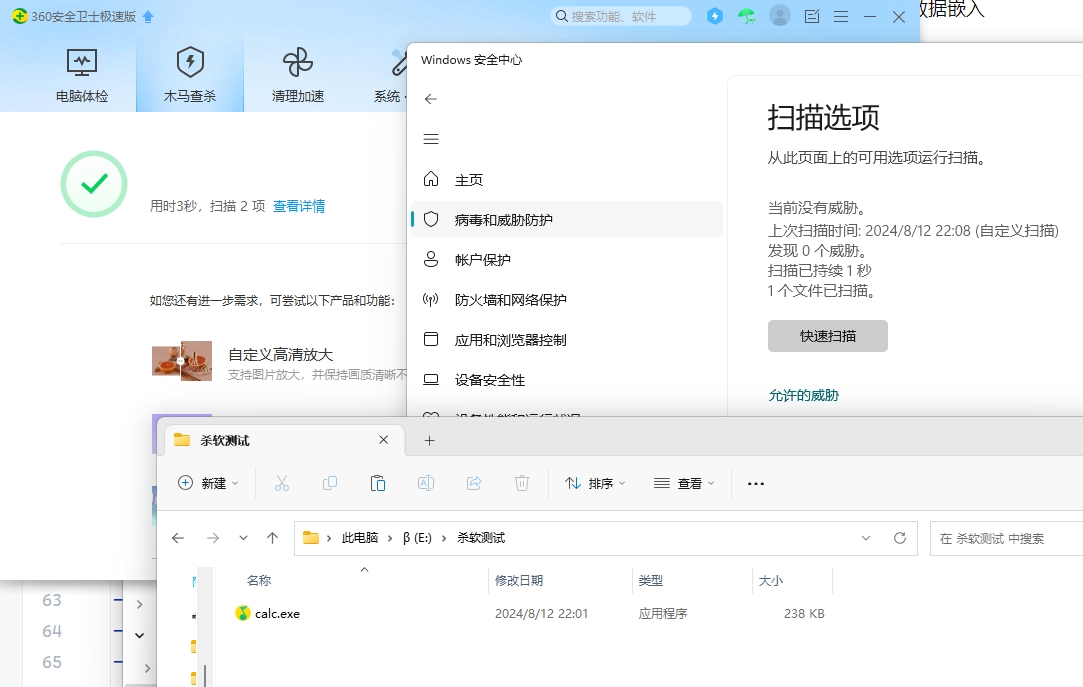 360安全卫士极速版
搜索功能、软件
数据嵌入
电脑体检
木马查杀
清理加速
系统
用时3秒，扫描 2 项 查看详情
如您还有进一步需求，可尝试以下产品和功能：
自定义高清放大
支持图片放大，并保持画质清晰不
Windows 安全中心
主页
病毒和威胁防护
帐户保护
防火墙和网络保护
应用和浏览器控制
设备安全性
设备性能和运行状况
扫描选项
从此页面上的可用选项运行扫描。
当前没有威胁。
上次扫描时间: 2024/8/12 22:08 (自定义扫描)
发现 0 个威胁。
扫描已持续 1 秒
1 个文件已扫描。
快速扫描
允许的威胁
杀软测试
新建
排序
查看
此电脑 › β (E:) › 杀软测试
在 杀软测试 中搜索
名称 修改日期 类型 大小
calc.exe 2024/8/12 22:01 应用程序 238 KB
63
64
65